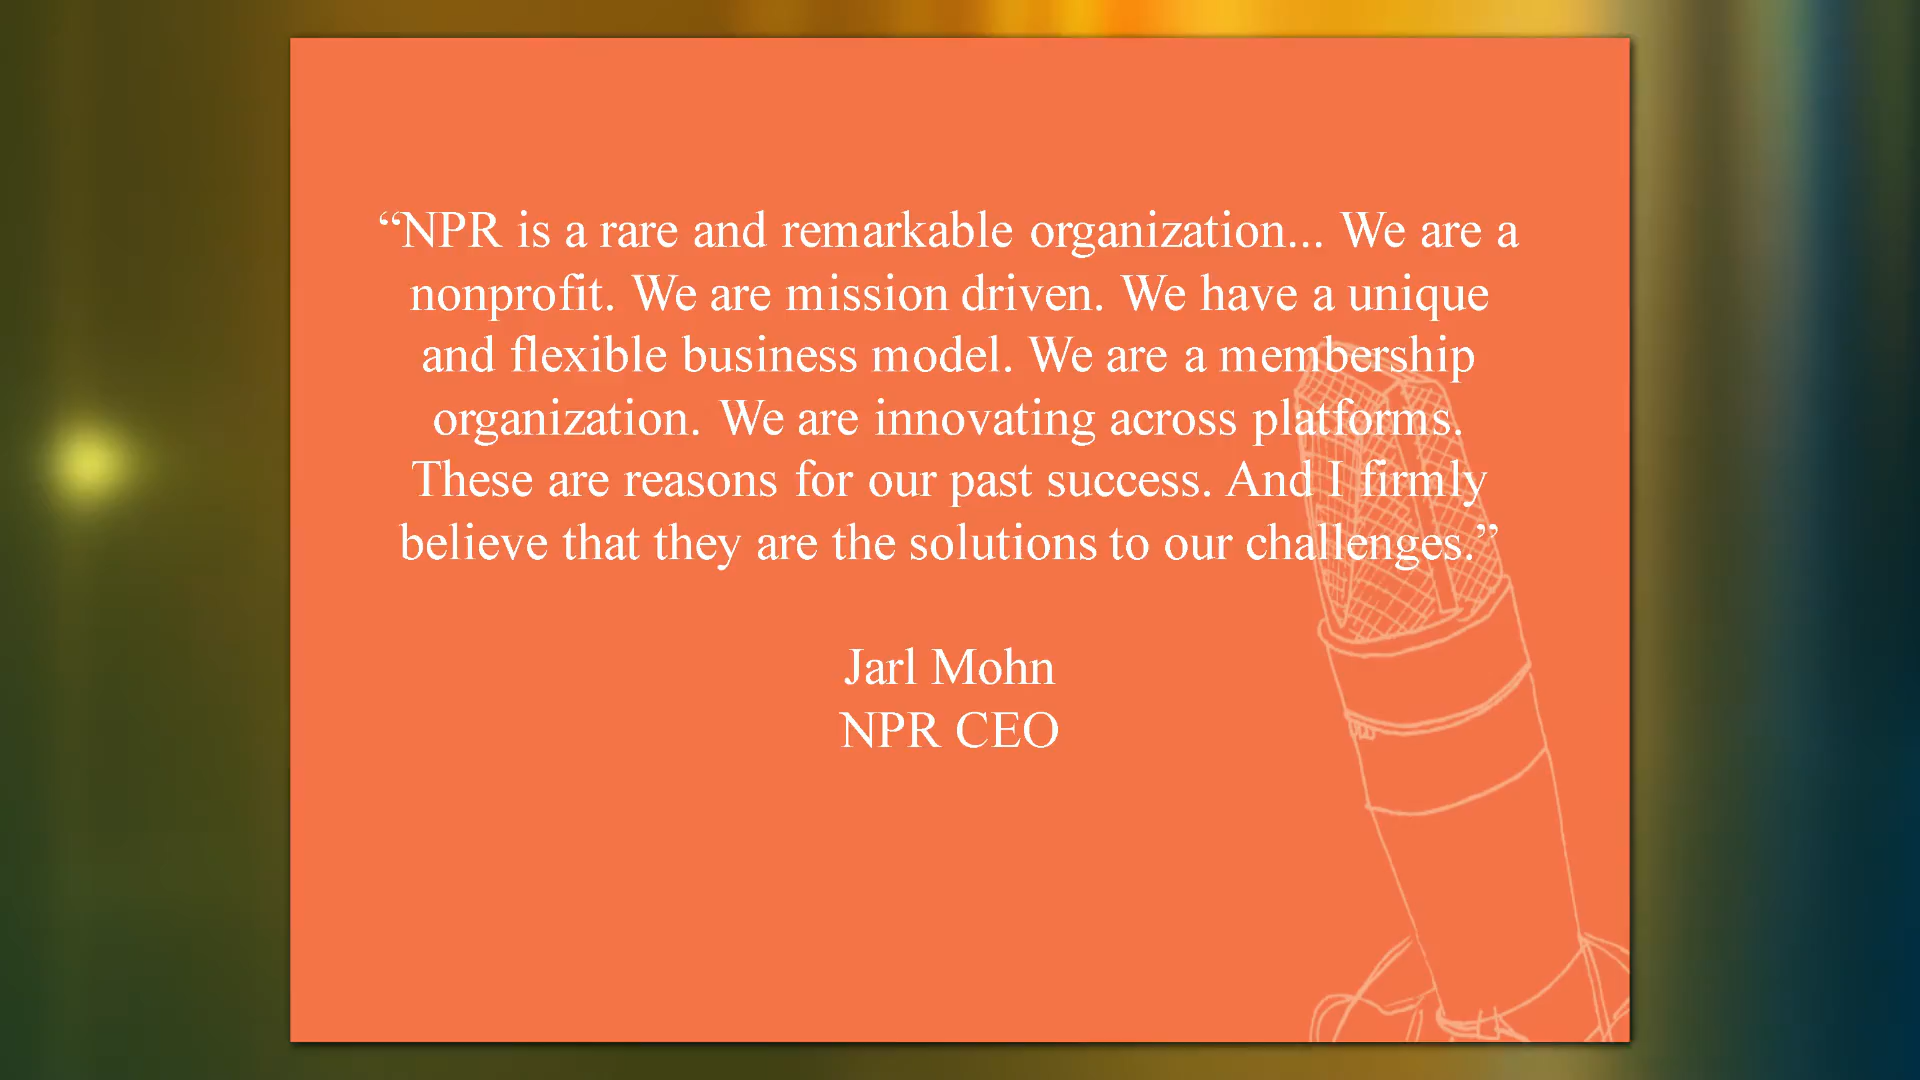 “NPR is a rare and remarkable organization... We are a
nonprofit. We are mission driven. We have a unique
and flexible business model. We are a membership
organization. We are innovating across platforms.
These are reasons for our past success. And I firmly
believe that they are the solutions to our challenges.”
Jarl Mohn
NPR CEO